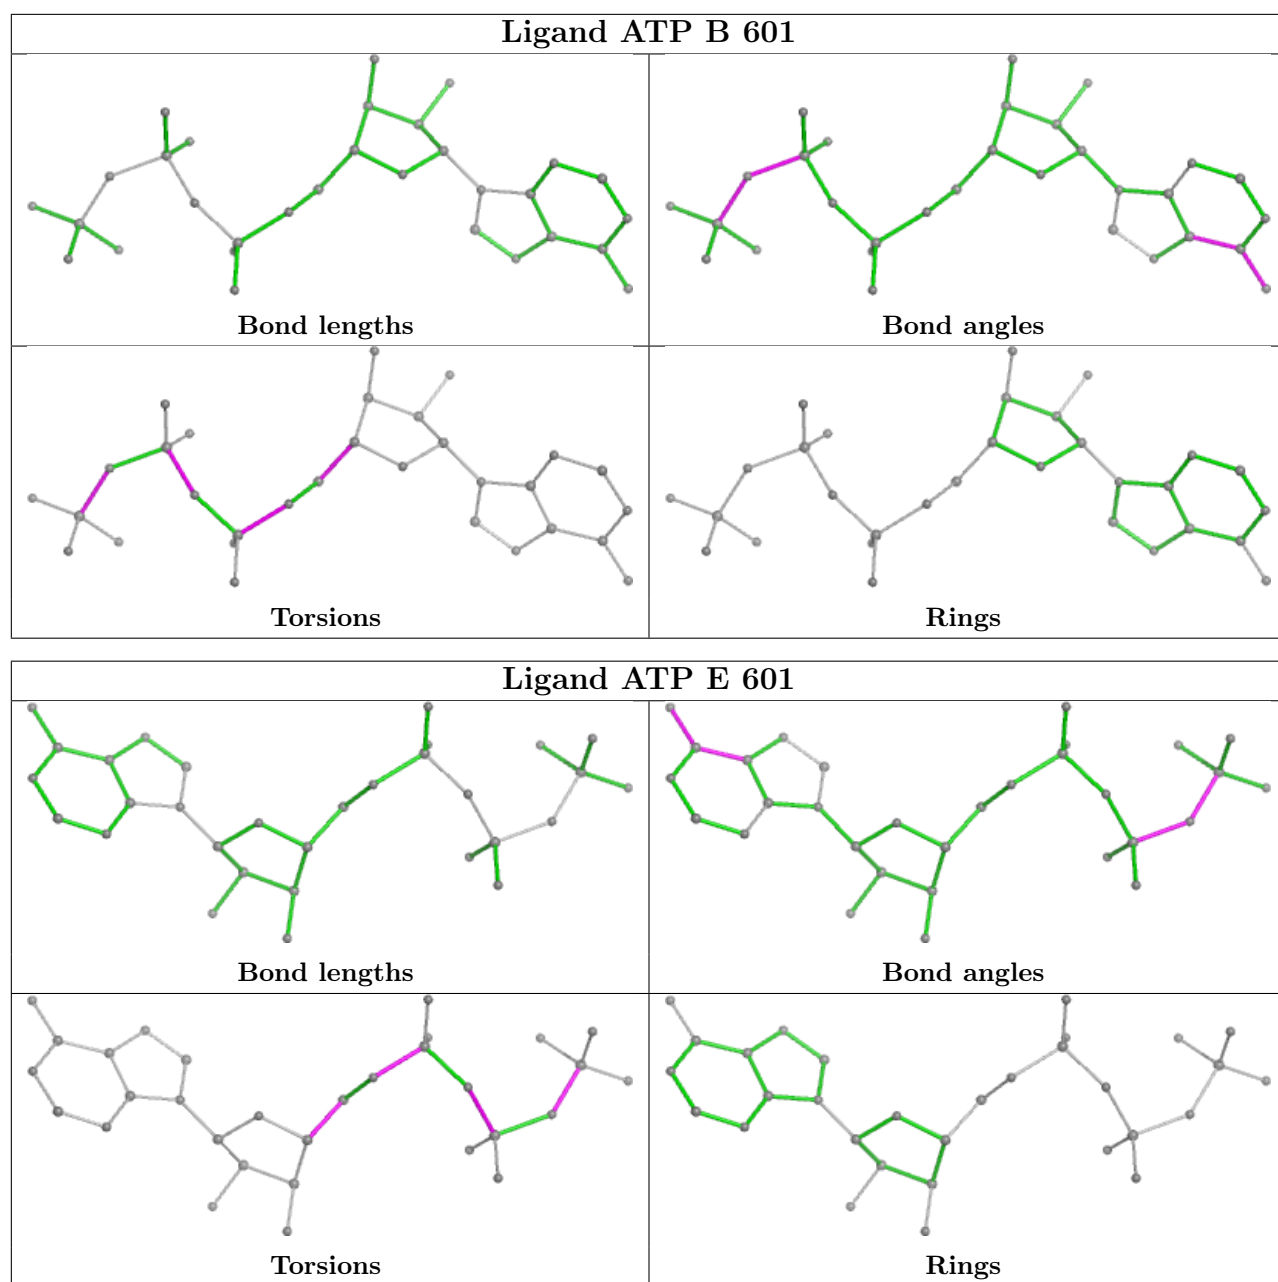 Ligand ATP B 601
Bond lengths
Bond angles
Torsions
Rings
Ligand ATP E 601
Bond lengths
Bond angles
Torsions
Rings